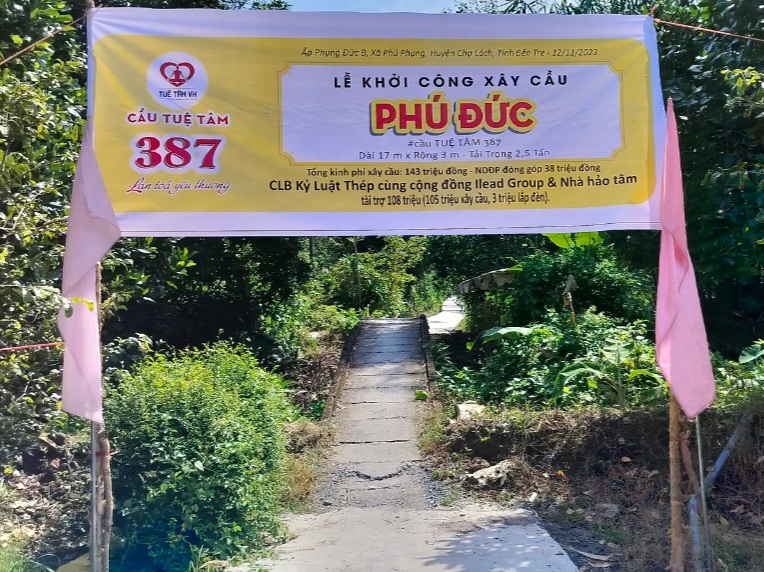 Ấp Phụng Đức B, Xã Phú Phụng, Huyện Chợ Lách, Tỉnh Bến Tre - 12/11/2023
TUỆ TÂM VH
CẦU TUỆ TÂM
387
Lan toả yêu thương
LỄ KHỞI CÔNG XÂY CẦU
PHÚ ĐỨC
#cầu TUỆ TÂM 387
Dài 17 m x Rộng 3 m - Tải Trong 2,5 Tấn
Tổng kinh phí xây cầu: 143 triệu đồng - NDĐP đóng góp 38 triệu đồng
CLB Kỷ Luật Thép cùng cộng đồng Ilead Group & Nhà hảo tâm
tài trợ 108 triệu (105 triệu xây cầu, 3 triệu lắp đèn).